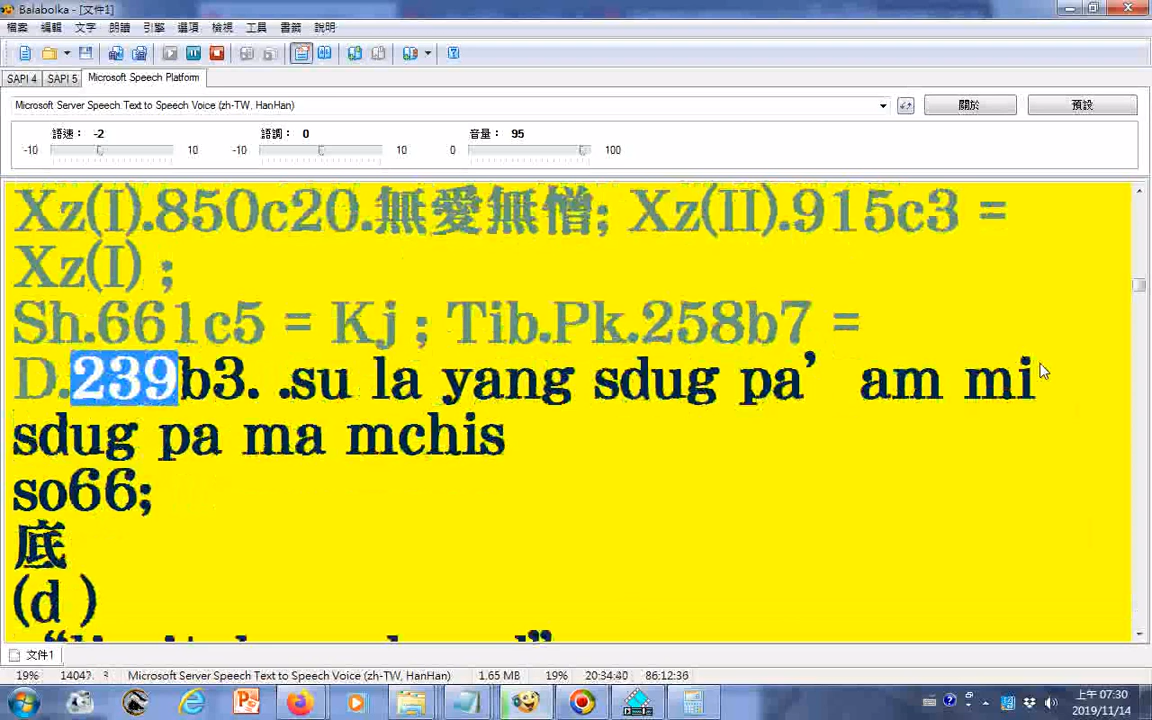 Balabolka - [文件1]
檔案 編輯 文字 朗讀 引擎 選項 檢視 工具 書籤 說明
SAPI 4 SAPI 5 Microsoft Speech Platform
Microsoft Server Speech Text to Speech Voice (zh-TW, HanHan) 關於 預設
語速： -2 語調： 0 音量： 95
-10 10 -10 10 0 100
Xz(I).850c20.無愛無憎; Xz(II).915c3 =
Xz(I) ;
Sh.661c5 = Kj ; Tib.Pk.258b7 =
D.239b3. .su la yang sdug pa’ am mi
sdug pa ma mchis
so66;
底
(d )
文件1
19% Microsoft Server Speech Text to Speech Voice (zh-TW, HanHan) 1.65 MB 19% 20:34:40 86:12:36
上午 07:30
2019/11/14